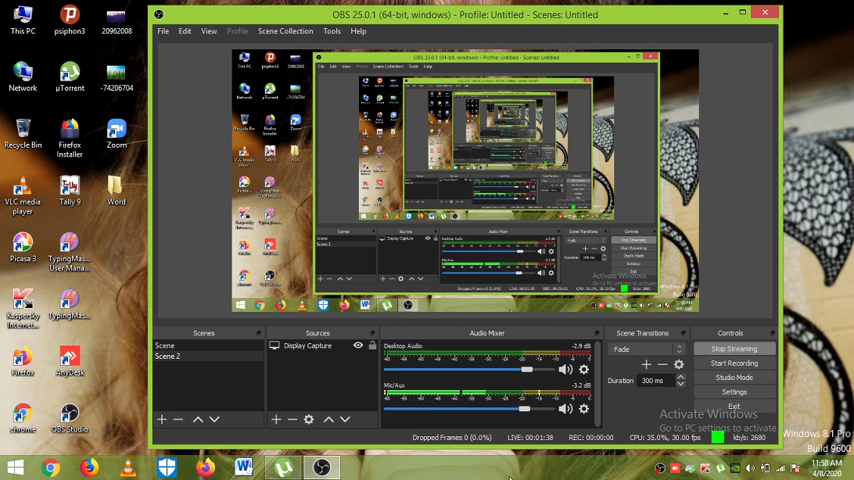 This PC
psiphon3
20962008
Network
µTorrent
-74206704
Recycle Bin
Firefox
Installer
Zoom
VLC media
player
Tally 9
Word
Picasa 3
TypingMas...
User Mana...
Kaspersky
Internet...
TypingMas...
Firefox
AnyDesk
chrome
OBS Studio
OBS 25.0.1 (64-bit, windows) - Profile: Untitled - Scenes: Untitled
File Edit View Profile Scene Collection Tools Help
Scenes
Scene
Scene 2
Sources
Display Capture
Audio Mixer
Desktop Audio -2.9 dB
Mic/Aux -3.2 dB
Scene Transitions
Fade
Duration 300 ms
Controls
Stop Streaming
Start Recording
Studio Mode
Settings
Exit
Activate Windows
Go to PC settings to activate
Dropped Frames 0 (0.0%) LIVE: 00:01:38 REC: 00:00:00 CPU: 35.0%, 30.00 fps kb/s: 2680
Windows 8.1 Pro
Build 9600
11:58 AM
4/8/2020